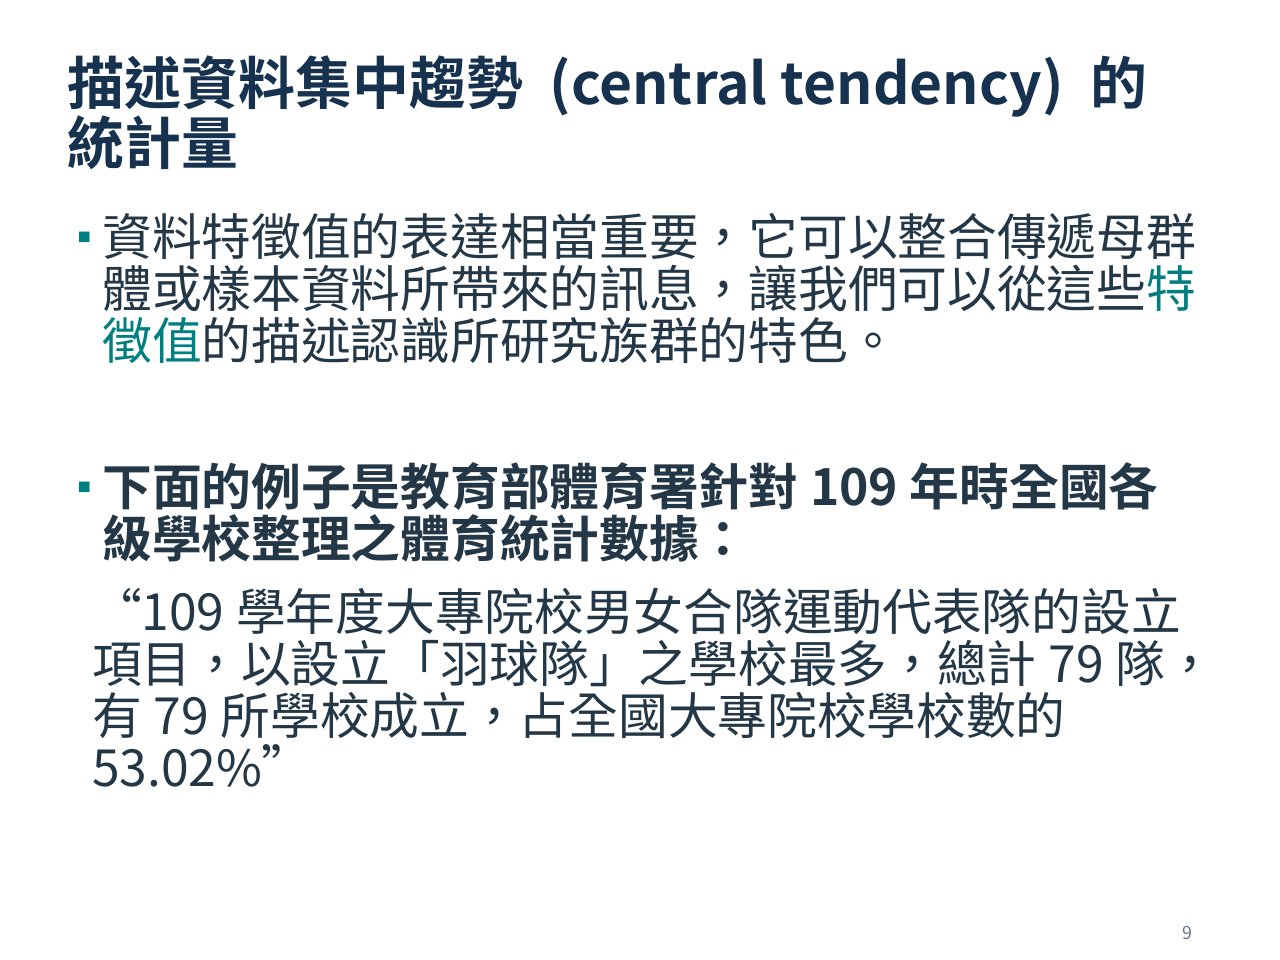 描述資料集中趨勢 (central tendency) 的
統計量
▪ 資料特徵值的表達相當重要，它可以整合傳遞母群
體或樣本資料所帶來的訊息，讓我們可以從這些特
徵值的描述認識所研究族群的特色。
▪ 下面的例子是教育部體育署針對 109 年時全國各
級學校整理之體育統計數據：
“109 學年度大專院校男女合隊運動代表隊的設立
項目，以設立「羽球隊」之學校最多，總計 79 隊，
有 79 所學校成立，占全國大專院校學校數的
53.02%”
9